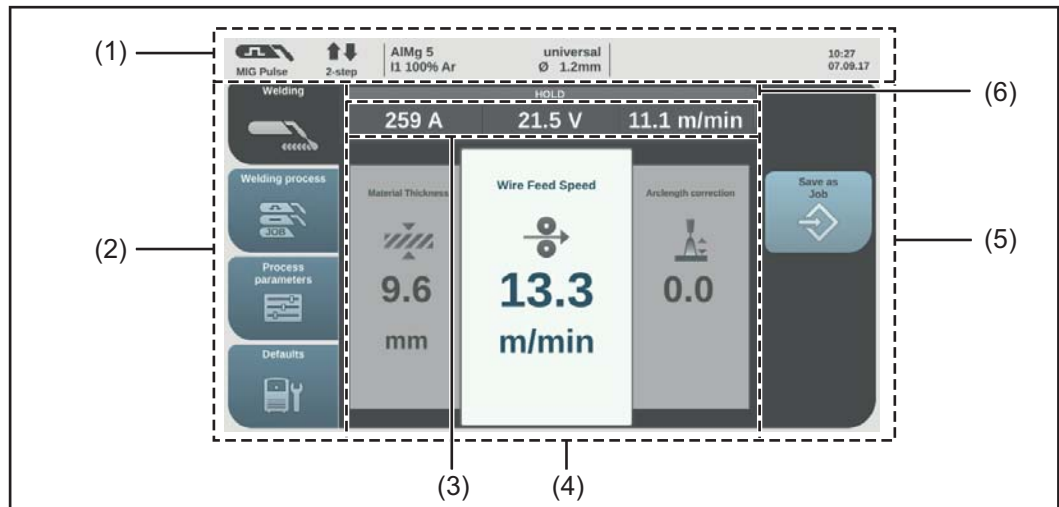 (1)
MIG Pulse
2-step
AlMg 5
I1 100% Ar
universal
Ø 1.2mm
10:27
07.09.17
(2)
Welding
Welding process
JOB
Process
parameters
Defaults
HOLD
259 A
21.5 V
11.1 m/min
(6)
Material Thickness
9.6
mm
Wire Feed Speed
13.3
m/min
Arclength correction
0.0
Save as
Job
(5)
(3)
(4)